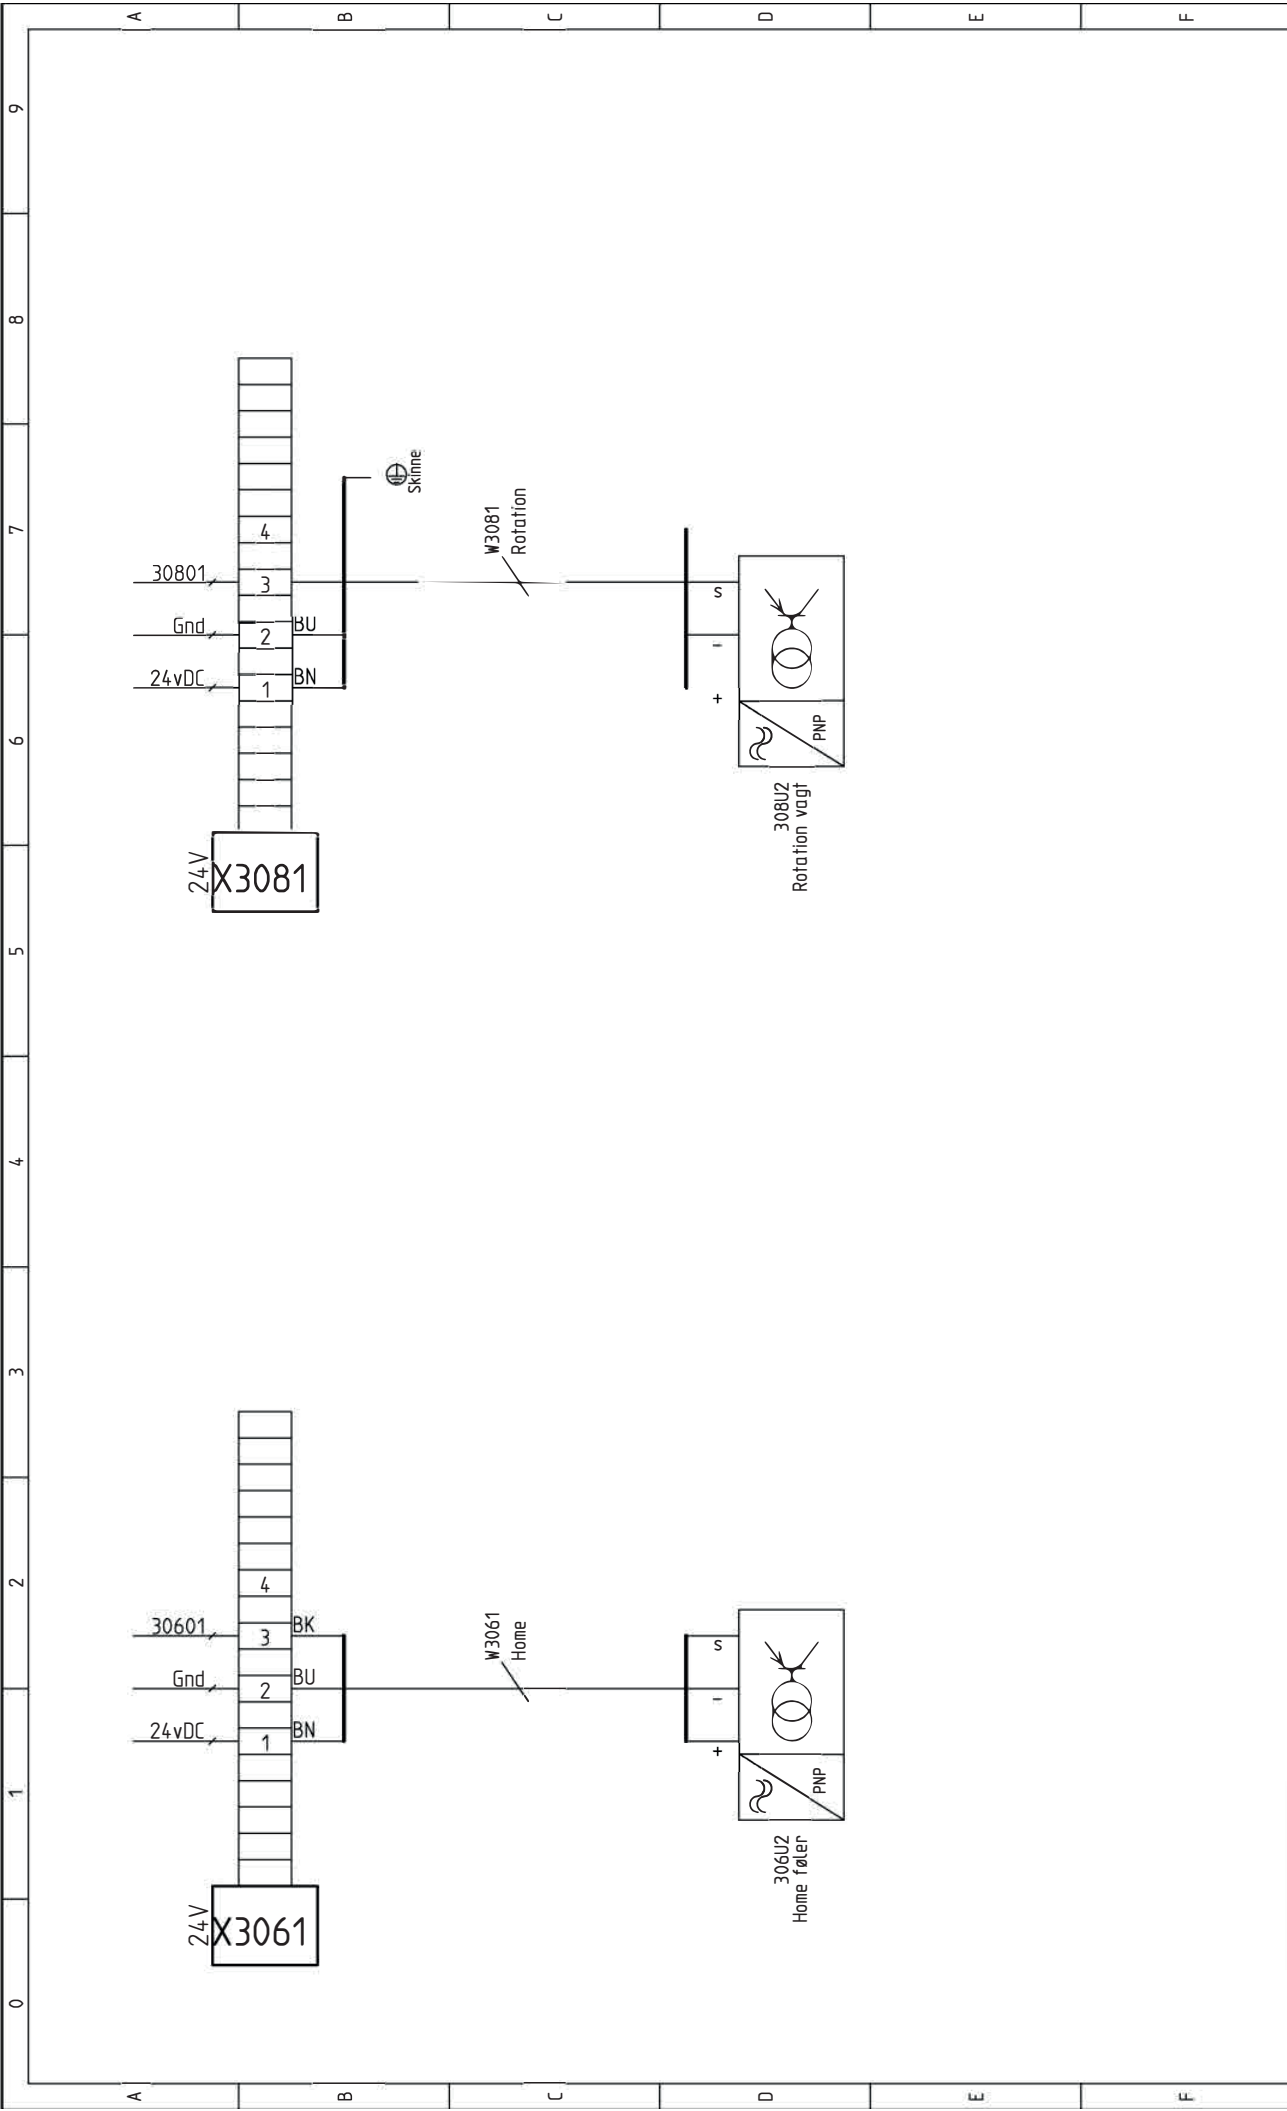 A
B
C
D
E
F
9
8
7
6
5
4
3
2
1
0
30801
Gnd
24vDC
4
3
2
1
BU
BN
24V
X3081
Skinne
W3081
Rotation
s
-
+
PNP
308U2
Rotation vagt
30601
Gnd
24vDC
4
3
2
1
BK
BU
BN
24V
X3061
W3061
Home
s
-
+
PNP
306U2
Home føler
A
B
C
D
E
F